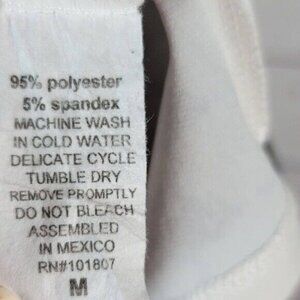 95% polyester
5% spandex
MACHINE WASH
IN COLD WATER
DELICATE CYCLE
TUMBLE DRY
REMOVE PROMPTLY
DO NOT BLEACH
ASSEMBLED
IN MEXICO
RN#101807
M